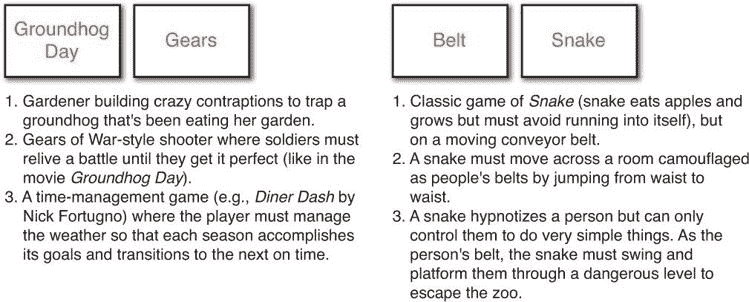 Groundhog
Day
Gears
1. Gardener building crazy contraptions to trap a
groundhog that's been eating her garden.
2. Gears of War-style shooter where soldiers must
relive a battle until they get it perfect (like in the
movie Groundhog Day).
3. A time-management game (e.g., Diner Dash by
Nick Fortugno) where the player must manage
the weather so that each season accomplishes
its goals and transitions to the next on time.
Belt
Snake
1. Classic game of Snake (snake eats apples and
grows but must avoid running into itself), but
on a moving conveyor belt.
2. A snake must move across a room camouflaged
as people's belts by jumping from waist to
waist.
3. A snake hypnotizes a person but can only
control them to do very simple things. As the
person's belt, the snake must swing and
platform them through a dangerous level to
escape the zoo.